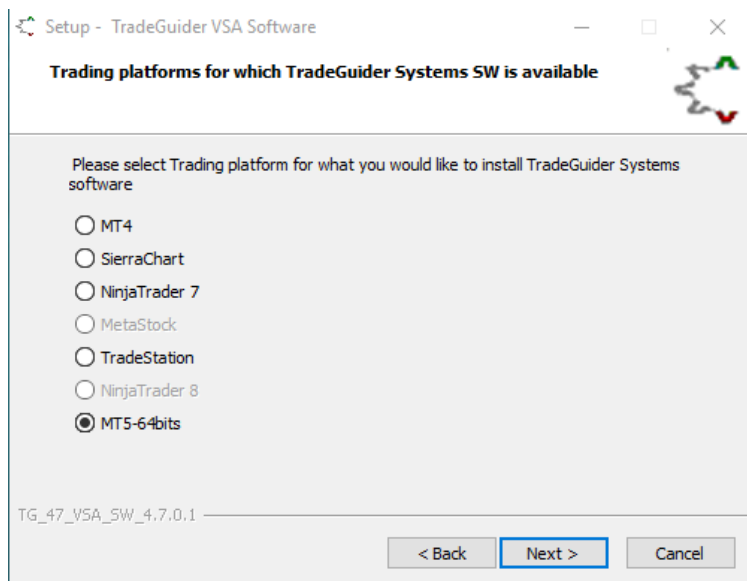 Setup - TradeGuider VSA Software
Trading platforms for which TradeGuider Systems SW is available
Please select Trading platform for what you would like to install TradeGuider Systems
software
MT4
SierraChart
NinjaTrader 7
MetaStock
TradeStation
NinjaTrader 8
MT5-64bits
TG_47_VSA_SW_4.7.0.1
< Back Next > Cancel